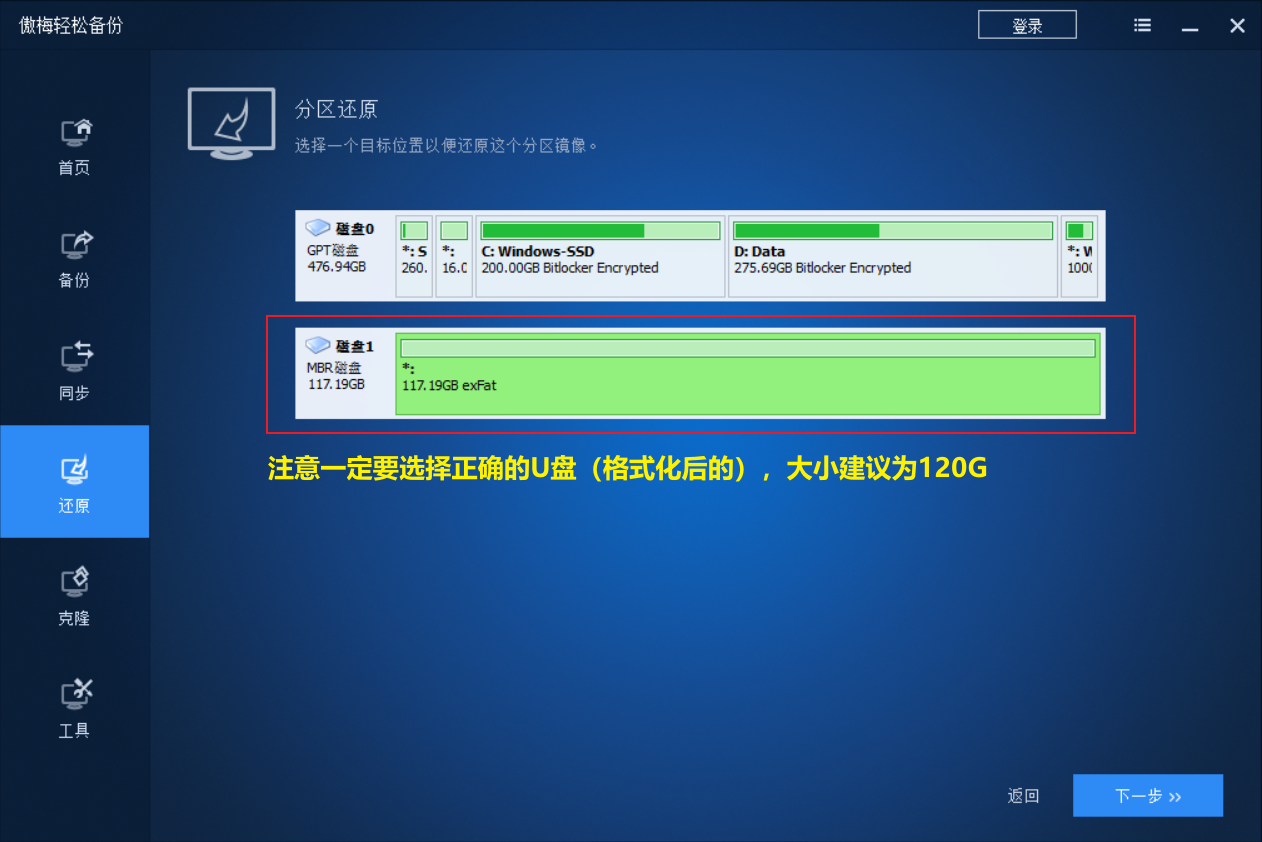 傲梅轻松备份
登录
首页
备份
同步
还原
克隆
工具
分区还原
选择一个目标位置以便还原这个分区镜像。
磁盘0
GPT磁盘
476.94GB
*: S
260.
*:
16.0
C: Windows-SSD
200.00GB Bitlocker Encrypted
D: Data
275.69GB Bitlocker Encrypted
*: W
100(
磁盘1
MBR磁盘
117.19GB
*:
117.19GB exFat
注意一定要选择正确的U盘（格式化后的），大小建议为120G
返回
下一步 >>